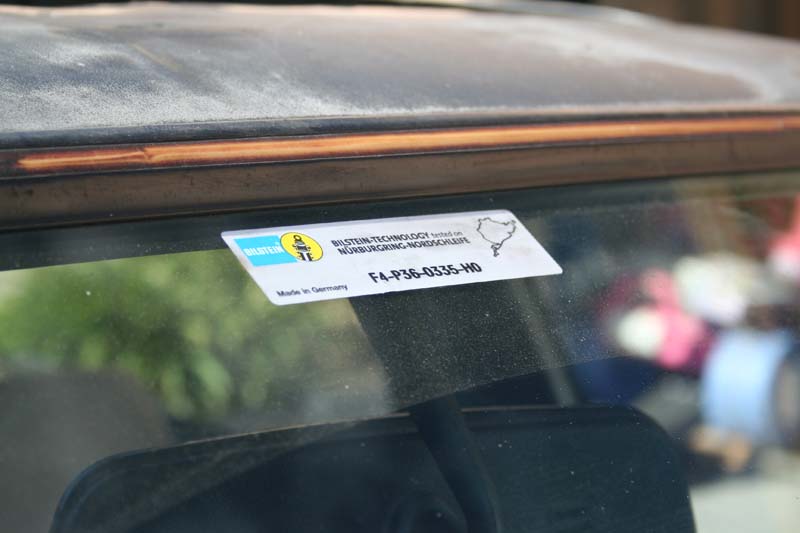 BILSTEIN
BILSTEIN-TECHNOLOGY tested on
NÜRBURGRING-NORDSCHLEIFE
F4-P36-0335-H0
Made in Germany